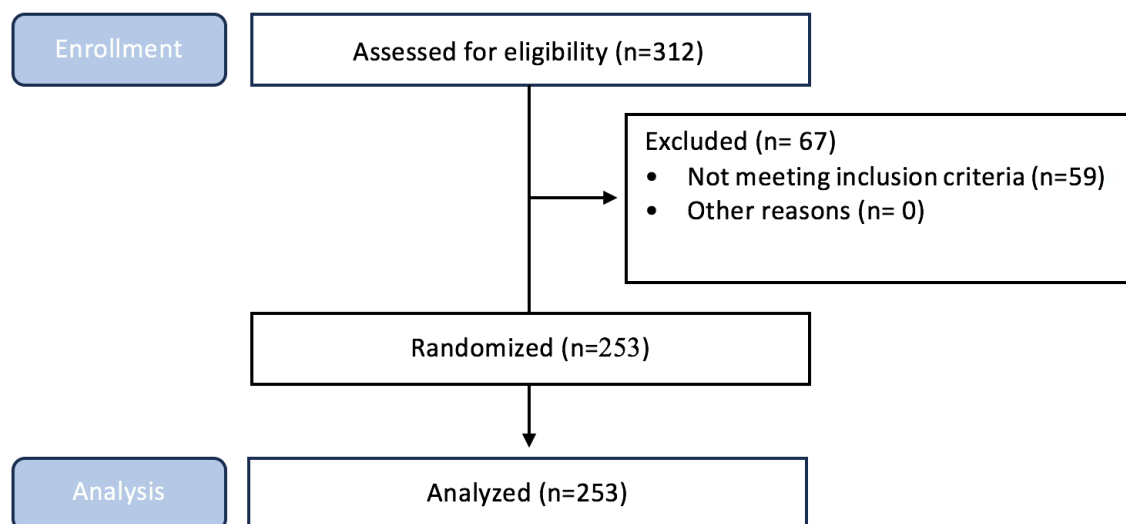 Enrollment
Assessed for eligibility (n=312)
Excluded (n= 67)
• Not meeting inclusion criteria (n=59)
• Other reasons (n= 0)
Randomized (n=253)
Analysis
Analyzed (n=253)